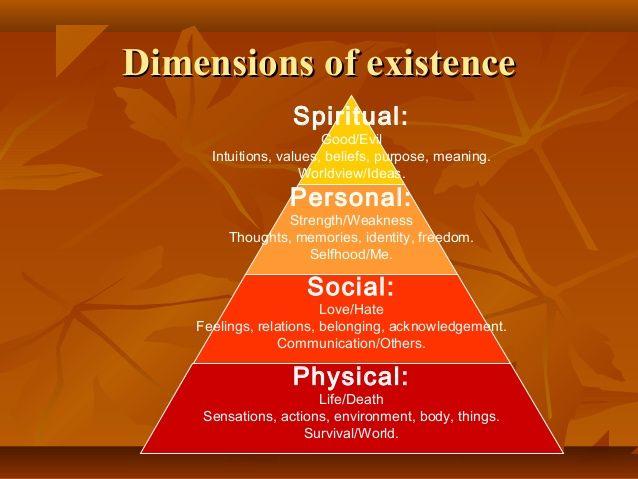 Dimensions of existence
Spiritual:
Good/Evil
Intuitions, values, beliefs, purpose, meaning.
Worldview/Ideas.
Personal:
Strength/Weakness
Thoughts, memories, identity, freedom.
Selfhood/Me.
Social:
Love/Hate
Feelings, relations, belonging, acknowledgement.
Communication/Others.
Physical:
Life/Death
Sensations, actions, environment, body, things.
Survival/World.